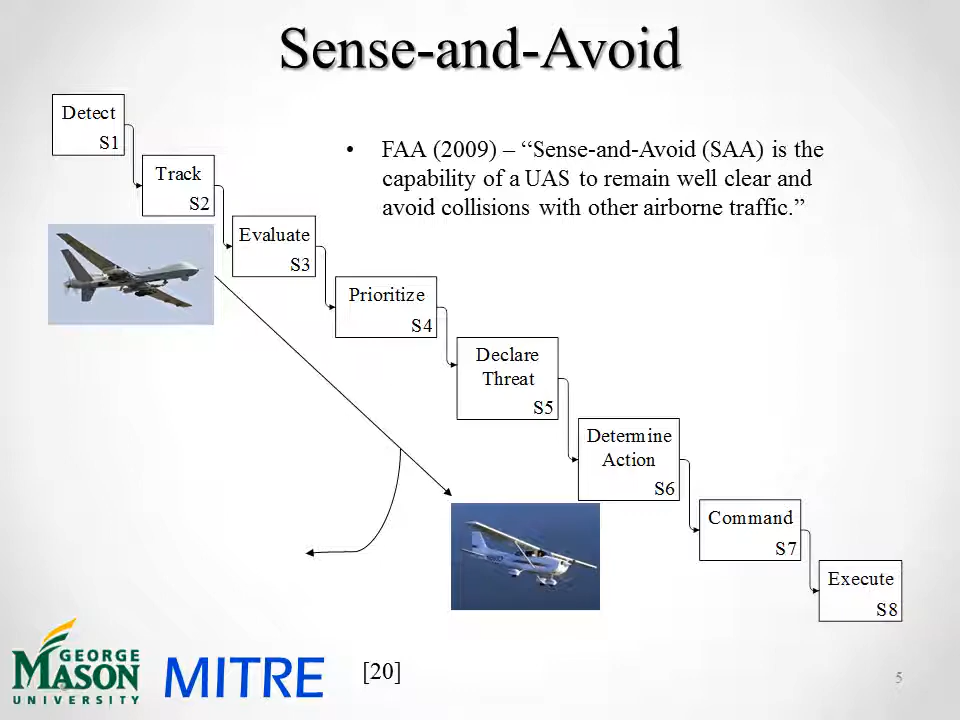 Sense-and-Avoid
Detect
S1
Track
S2
Evaluate
S3
Prioritize
S4
Declare
Threat
S5
Determine
Action
S6
Command
S7
Execute
S8
• FAA (2009) – “Sense-and-Avoid (SAA) is the
capability of a UAS to remain well clear and
avoid collisions with other airborne traffic.”
GEORGE
MASON
UNIVERSITY
MITRE
[20]
5